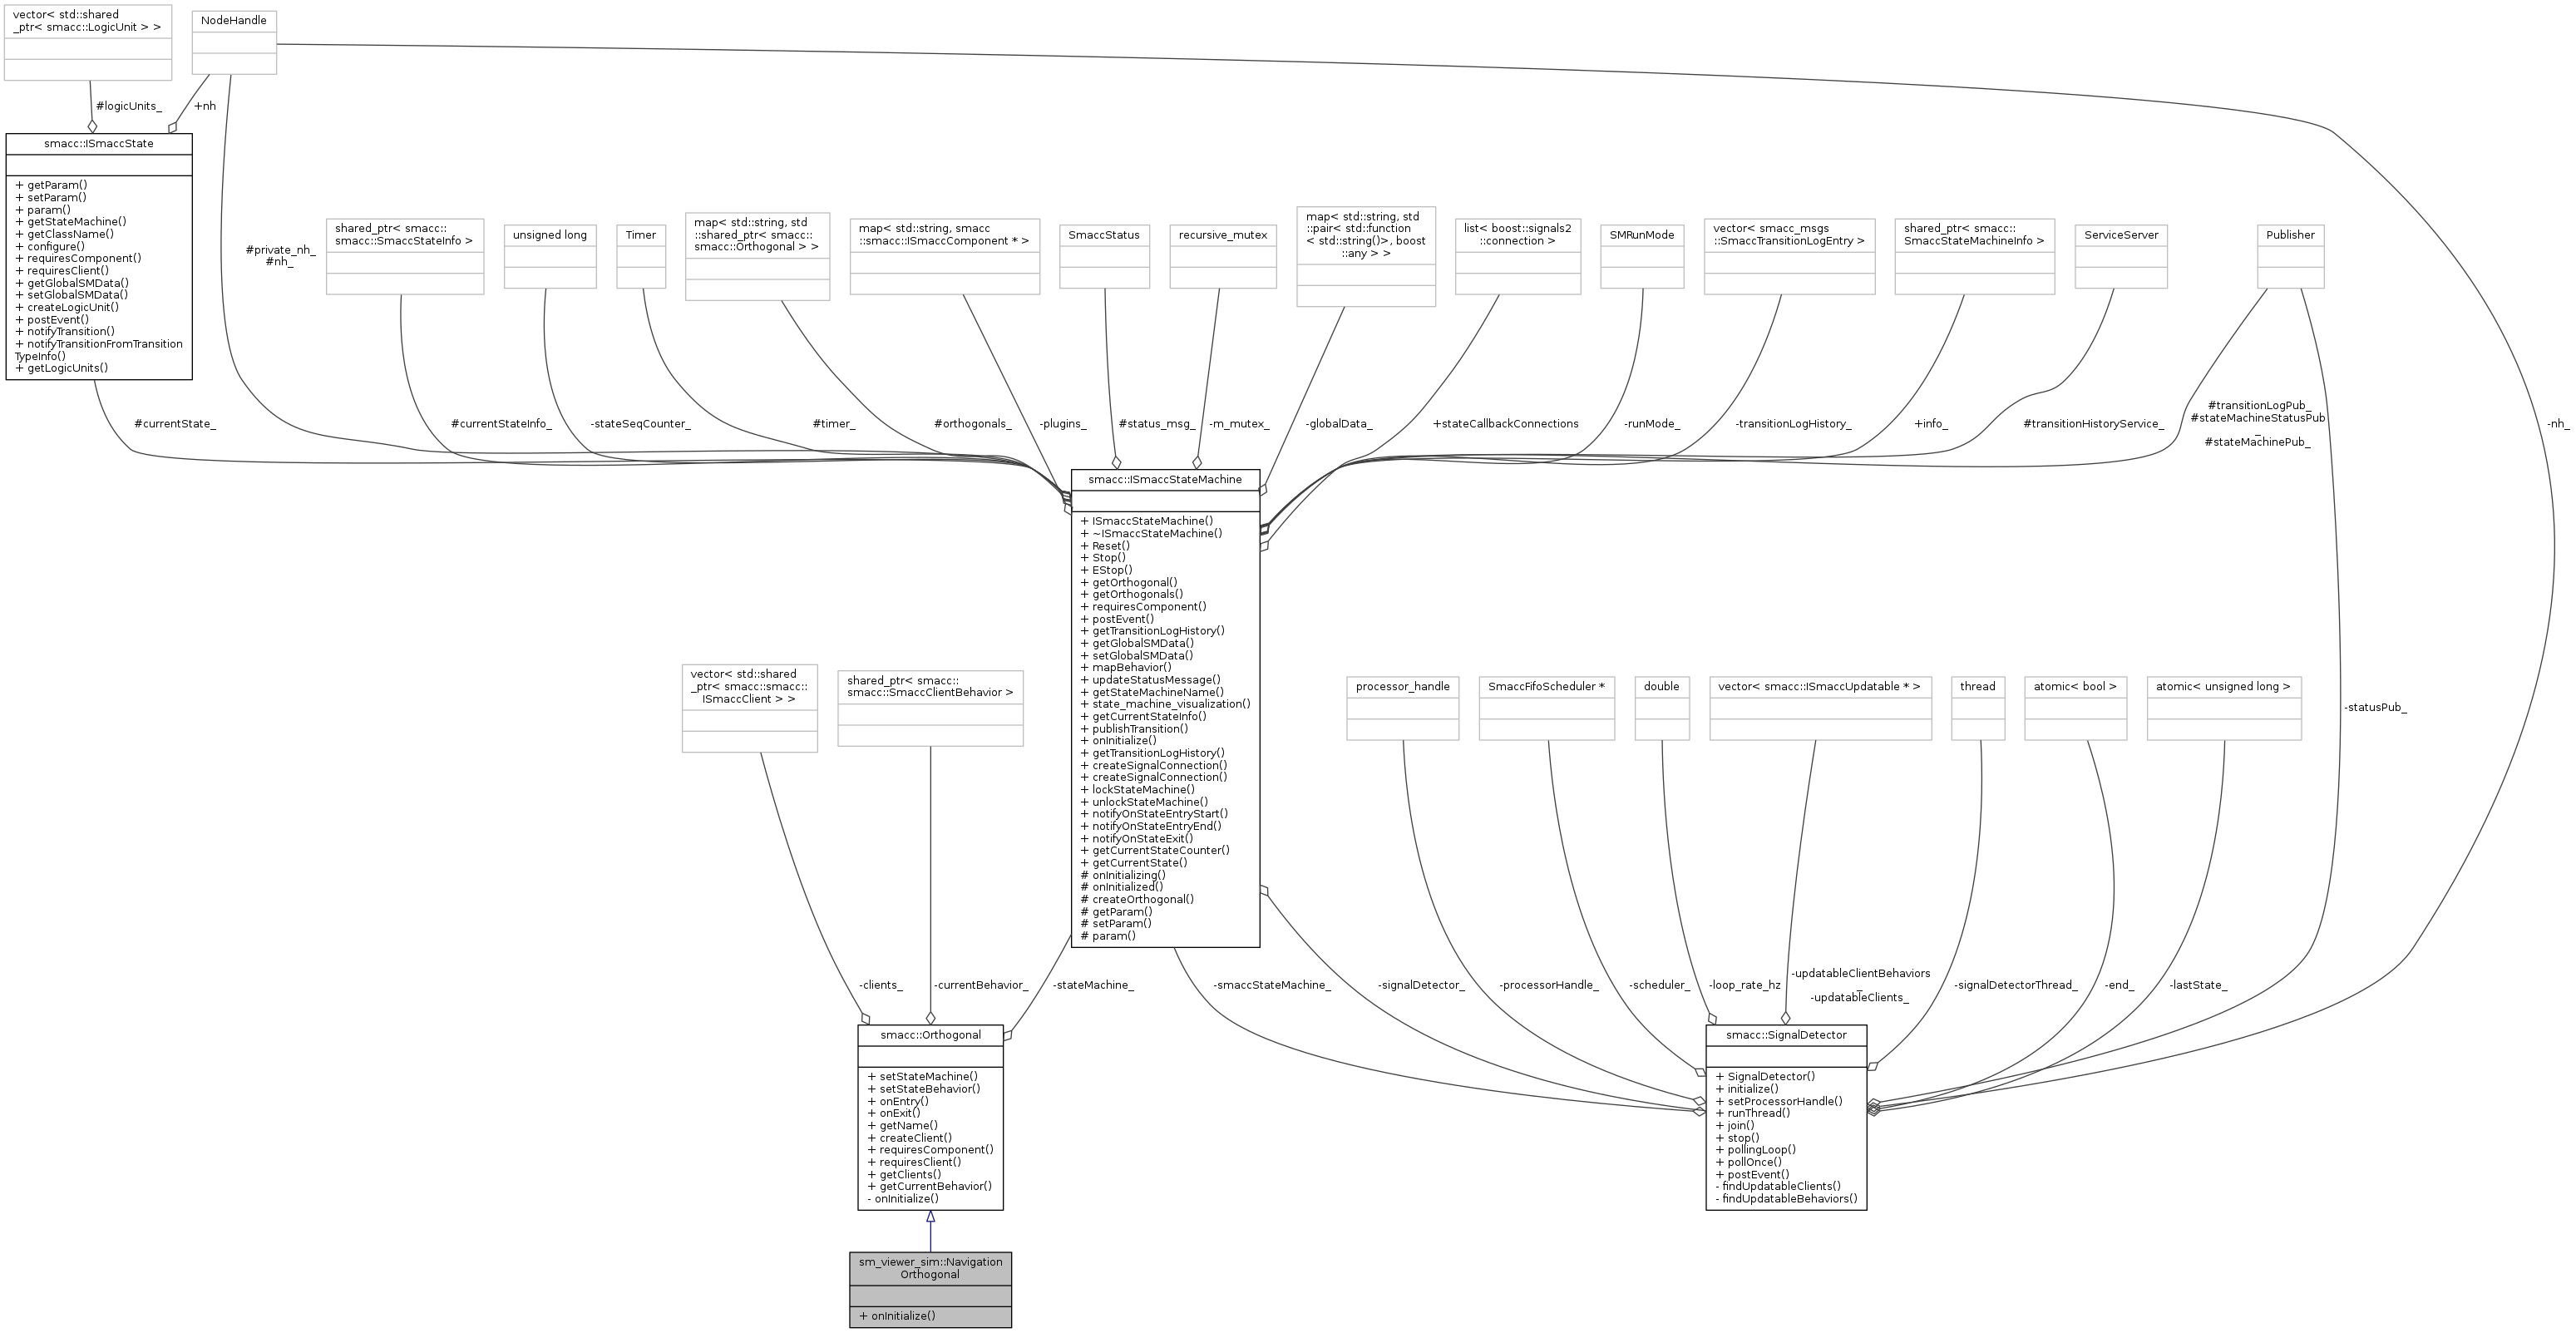 vector< std::shared
_ptr< smacc::LogicUnit > >
NodeHandle
#logicUnits_
+nh
smacc::ISmaccState
+ getParam()
+ setParam()
+ param()
+ getStateMachine()
+ getClassName()
+ configure()
+ requiresComponent()
+ requiresClient()
+ getGlobalSMData()
+ setGlobalSMData()
+ createLogicUnit()
+ postEvent()
+ notifyTransition()
+ notifyTransitionFromTransition
TypeInfo()
+ getLogicUnits()
#private_nh_
#nh_
shared_ptr< smacc::
smacc::SmaccStateInfo >
unsigned long
Timer
map< std::string, std
::shared_ptr< smacc::
smacc::Orthogonal > >
map< std::string, smacc
::smacc::ISmaccComponent * >
SmaccStatus
recursive_mutex
map< std::string, std
::pair< std::function
< std::string()>, boost
::any > >
list< boost::signals2
::connection >
SMRunMode
vector< smacc_msgs
::SmaccTransitionLogEntry >
shared_ptr< smacc::
SmaccStateMachineInfo >
ServiceServer
Publisher
#currentState_
#currentStateInfo_
-stateSeqCounter_
#timer_
#orthogonals_
-plugins_
#status_msg_
-m_mutex_
-globalData_
+stateCallbackConnections
-runMode_
-transitionLogHistory_
+info_
#transitionHistoryService_
#transitionLogPub_
#stateMachineStatusPub
_
#stateMachinePub_
-nh_
smacc::ISmaccStateMachine
+ ISmaccStateMachine()
+ ~ISmaccStateMachine()
+ Reset()
+ Stop()
+ EStop()
+ getOrthogonal()
+ getOrthogonals()
+ requiresComponent()
+ postEvent()
+ getTransitionLogHistory()
+ getGlobalSMData()
+ setGlobalSMData()
+ mapBehavior()
+ updateStatusMessage()
+ getStateMachineName()
+ state_machine_visualization()
+ getCurrentStateInfo()
+ publishTransition()
+ onInitialize()
+ getTransitionLogHistory()
+ createSignalConnection()
+ createSignalConnection()
+ lockStateMachine()
+ unlockStateMachine()
+ notifyOnStateEntryStart()
+ notifyOnStateEntryEnd()
+ notifyOnStateExit()
+ getCurrentStateCounter()
+ getCurrentState()
# onInitializing()
# onInitialized()
# createOrthogonal()
# getParam()
# setParam()
# param()
vector< std::shared
_ptr< smacc::smacc::
ISmaccClient > >
shared_ptr< smacc::
smacc::SmaccClientBehavior >
processor_handle
SmaccFifoScheduler *
double
vector< smacc::ISmaccUpdatable * >
thread
atomic< bool >
atomic< unsigned long >
-statusPub_
-clients_
-currentBehavior_
-stateMachine_
-smaccStateMachine_
-signalDetector_
-processorHandle_
-scheduler_
-loop_rate_hz
-updatableClientBehaviors
_
-updatableClients_
-signalDetectorThread_
-end_
-lastState_
smacc::Orthogonal
+ setStateMachine()
+ setStateBehavior()
+ onEntry()
+ onExit()
+ getName()
+ createClient()
+ requiresComponent()
+ requiresClient()
+ getClients()
+ getCurrentBehavior()
- onInitialize()
smacc::SignalDetector
+ SignalDetector()
+ initialize()
+ setProcessorHandle()
+ runThread()
+ join()
+ stop()
+ pollingLoop()
+ pollOnce()
+ postEvent()
- findUpdatableClients()
- findUpdatableBehaviors()
sm_viewer_sim::Navigation
Orthogonal
+ onInitialize()